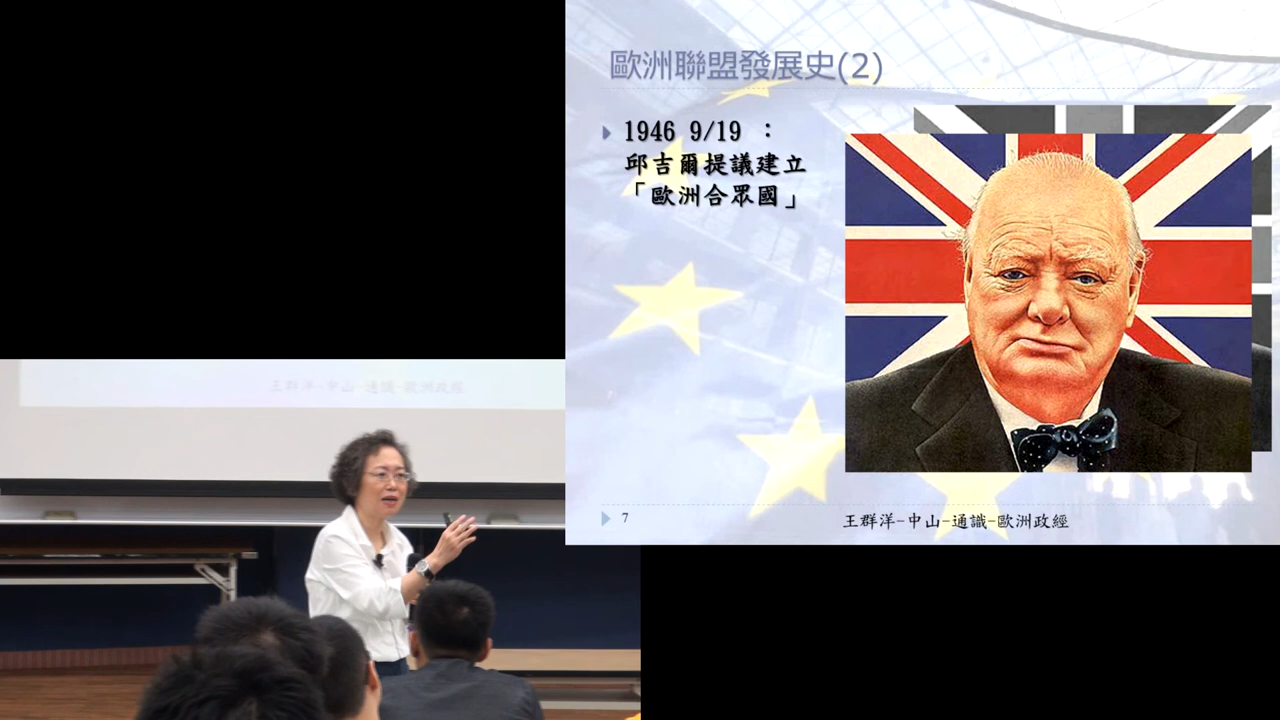 歐洲聯盟發展史(2)
1946 9/19 ：
邱吉爾提議建立
「歐洲合眾國」
7
王群洋-中山-通識-歐洲政經
王群洋-中山-通識-歐洲政經